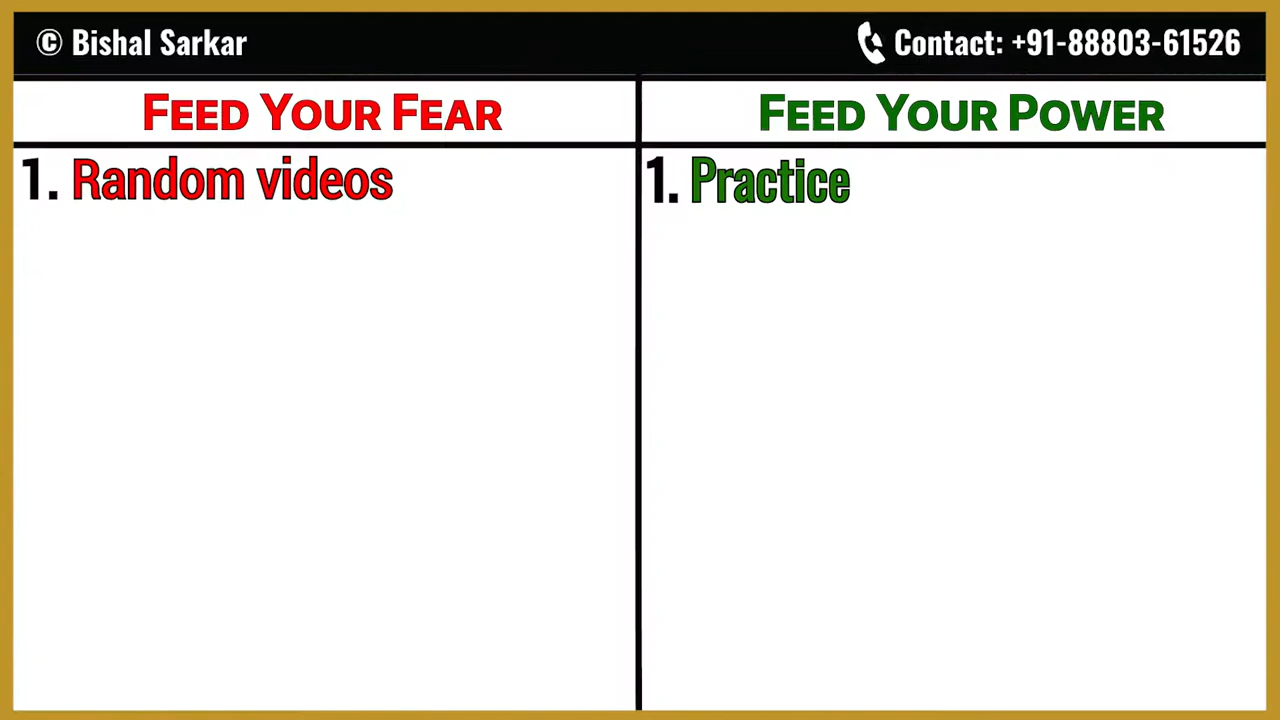 © Bishal Sarkar
Contact: +91-88803-61526
FEED YOUR FEAR
FEED YOUR POWER
1. Random videos
1. Practice